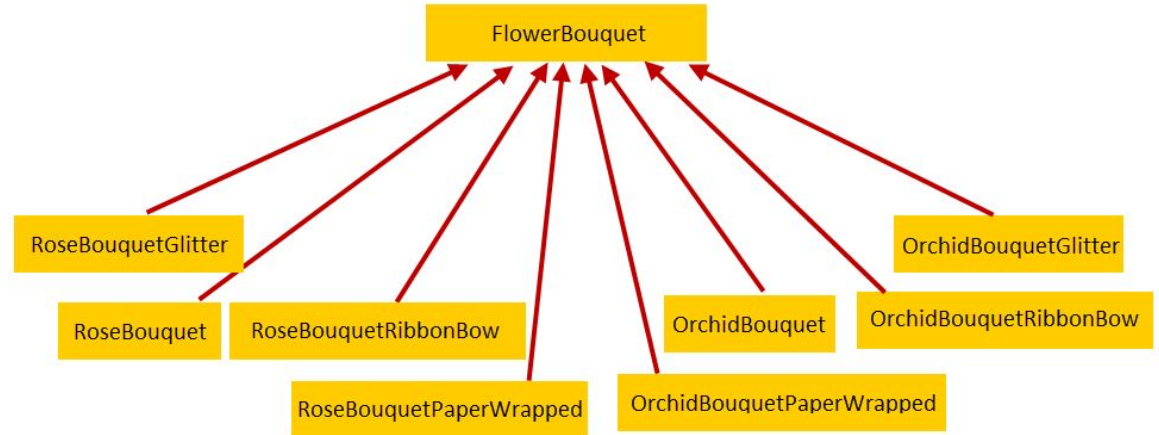 FlowerBouquet
RoseBouquetGlitter
OrchidBouquetGlitter
RoseBouquet
RoseBouquetRibbonBow
OrchidBouquet
OrchidBouquetRibbonBow
RoseBouquetPaperWrapped
OrchidBouquetPaperWrapped